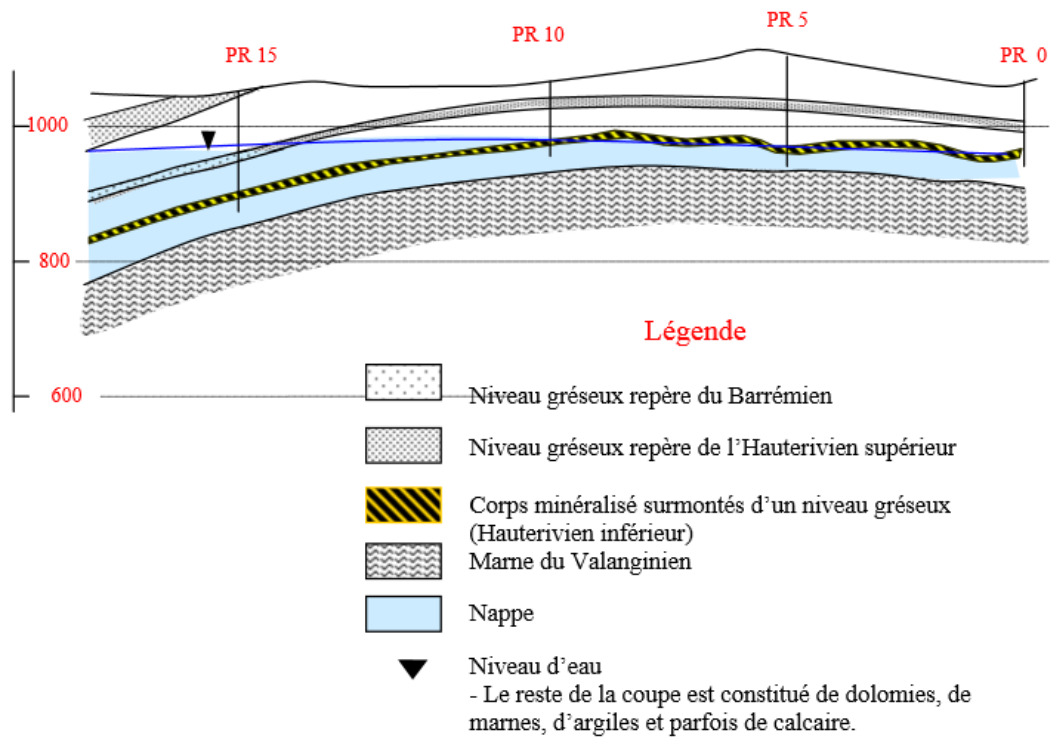 PR 15
PR 10
PR 5
PR 0
1000
800
600
Légende
Niveau gréseux repère du Barrémien
Niveau gréseux repère de l’Hauterivien supérieur
Corps minéralisé surmontés d’un niveau gréseux
(Hauterivien inférieur)
Marne du Valanginien
Nappe
Niveau d’eau
- Le reste de la coupe est constitué de dolomies, de
marnes, d’argiles et parfois de calcaire.